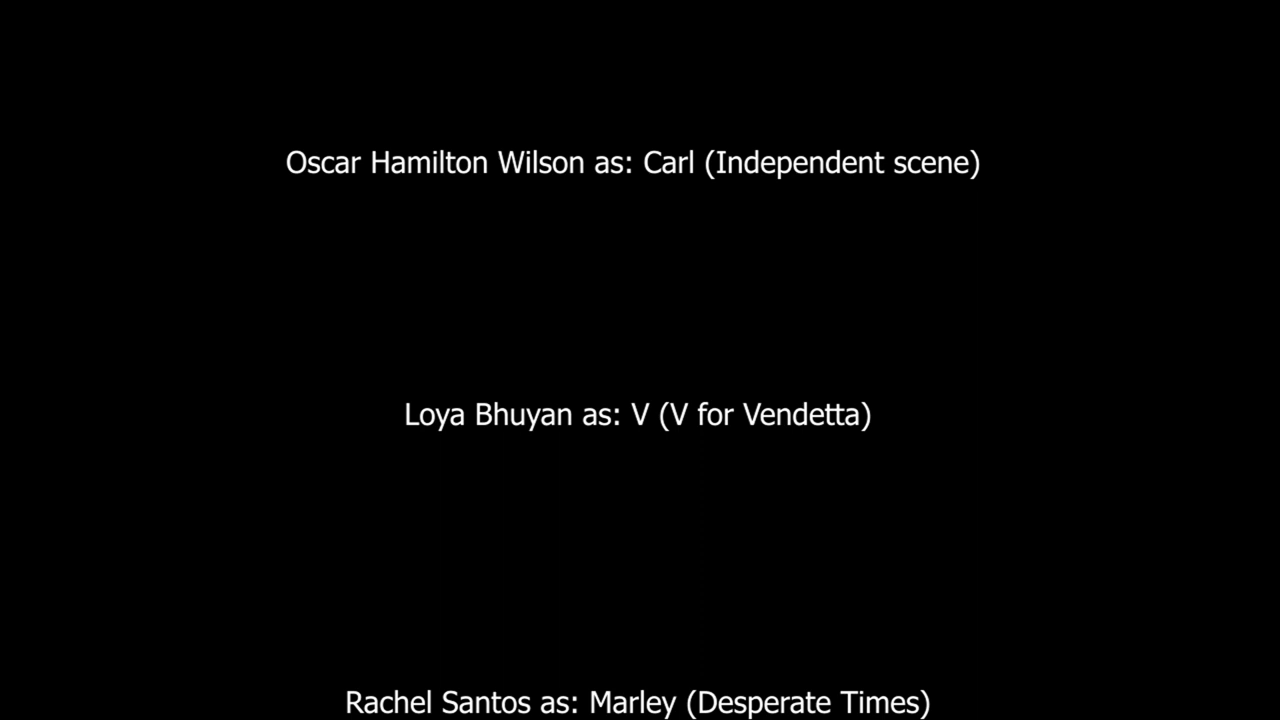 Oscar Hamilton Wilson as: Carl (Independent scene)
Loya Bhuyan as: V (V for Vendetta)
Rachel Santos as: Marley (Desperate Times)